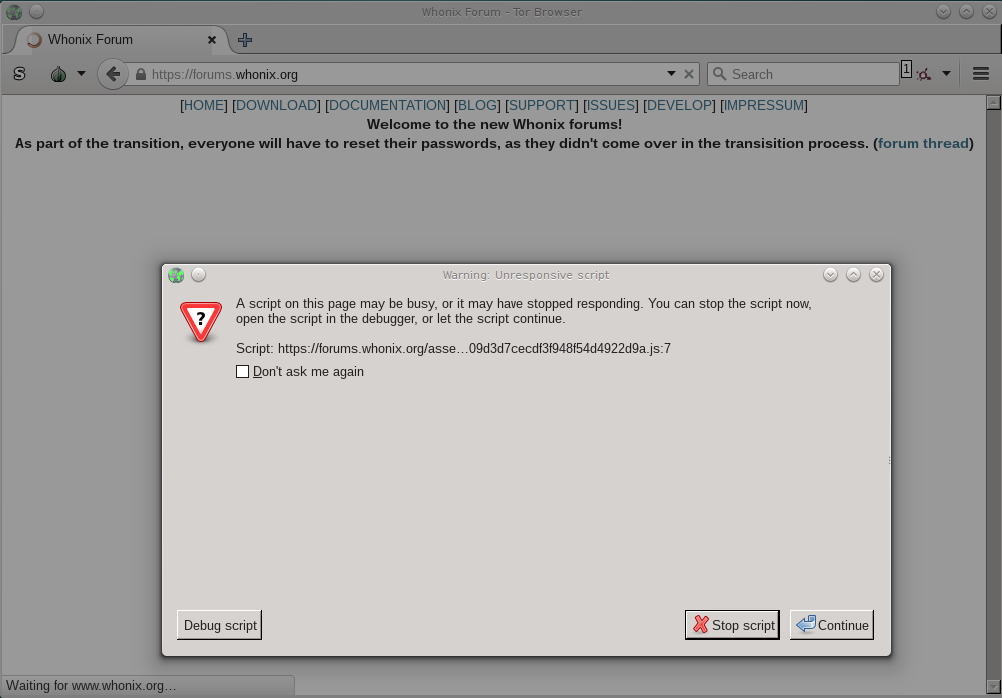 Whonix Forum - Tor Browser
Whonix Forum
S
https://forums.whonix.org
Search
1
[HOME] [DOWNLOAD] [DOCUMENTATION] [BLOG] [SUPPORT] [ISSUES] [DEVELOP] [IMPRESSUM]
Welcome to the new Whonix forums!
As part of the transition, everyone will have to reset their passwords, as they didn't come over in the transisition process. (forum thread)
Warning: Unresponsive script
?
A script on this page may be busy, or it may have stopped responding. You can stop the script now,
open the script in the debugger, or let the script continue.
Script: https://forums.whonix.org/asse…09d3d7cecdf3f948f54d4922d9a.js:7
Don't ask me again
Debug script
Stop script
Continue
Waiting for www.whonix.org…